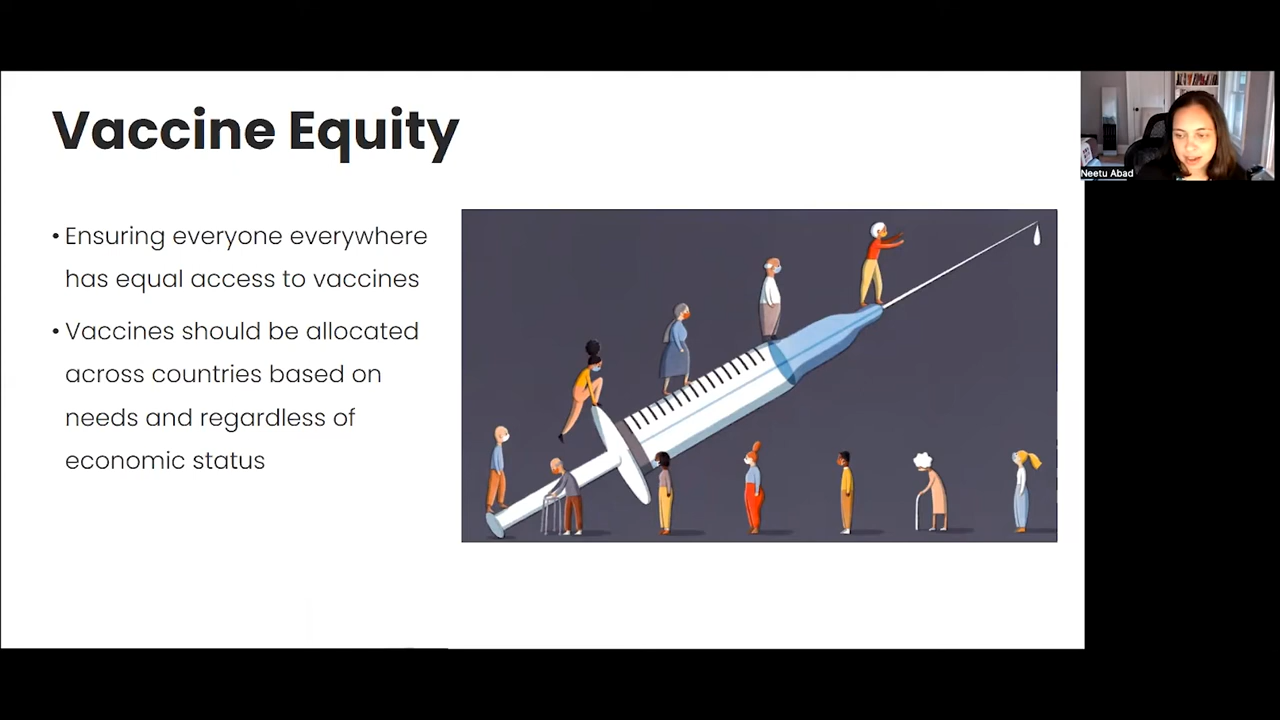 Vaccine Equity
• Ensuring everyone everywhere
has equal access to vaccines
• Vaccines should be allocated
across countries based on
needs and regardless of
economic status
Neetu Abad